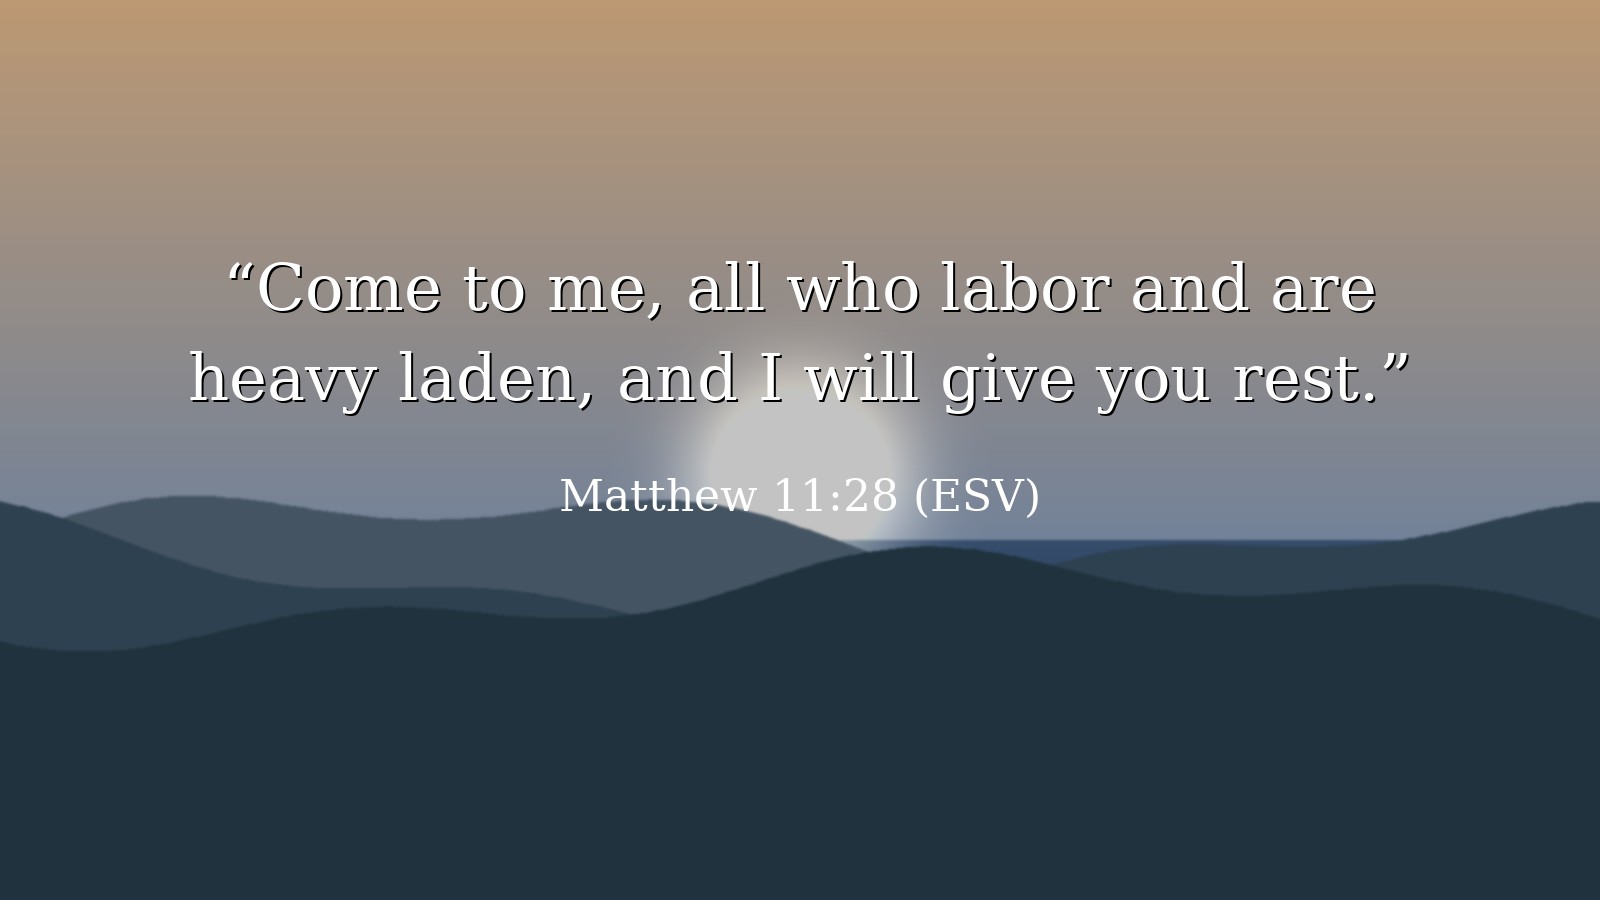 “Come to me, all who labor and are
heavy laden, and I will give you rest.”
Matthew 11:28 (ESV)